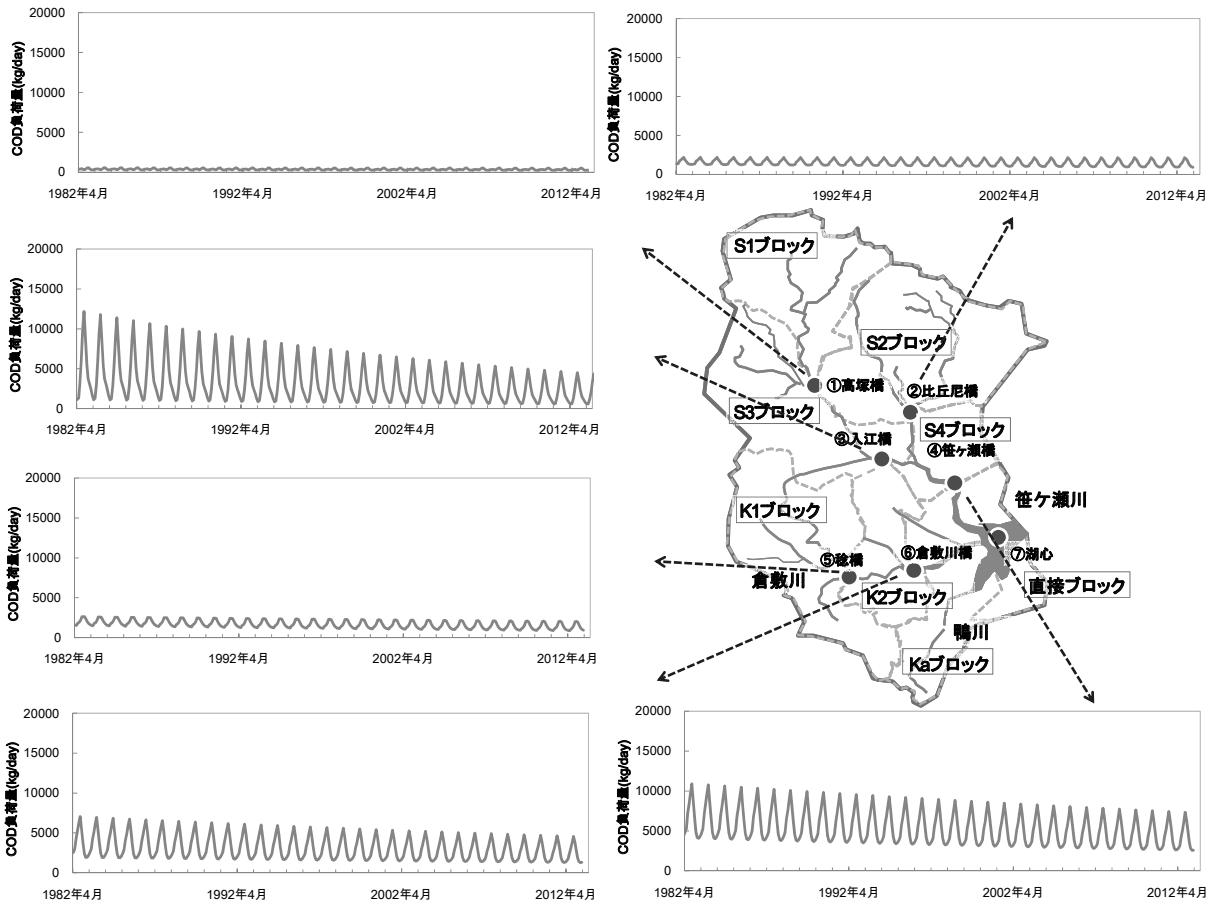 COD負荷量(kg/day)
20000
15000
10000
5000
0
1982年4月
1992年4月
2002年4月
2012年4月
COD負荷量(kg/day)
20000
15000
10000
5000
0
1982年4月
1992年4月
2002年4月
2012年4月
COD負荷量(kg/day)
20000
15000
10000
5000
0
1982年4月
1992年4月
2002年4月
2012年4月
S1ブロック
S2ブロック
①高塚橋
②比丘尼橋
S3ブロック
S4ブロック
③入江橋
④笹ヶ瀬橋
笹ケ瀬川
K1ブロック
⑤稔橋
⑥倉敷川橋
⑦湖心
倉敷川
K2ブロック
直接ブロック
鴨川
Kaブロック
COD負荷量(kg/day)
20000
15000
10000
5000
0
1982年4月
1992年4月
2002年4月
2012年4月
COD負荷量(kg/day)
20000
15000
10000
5000
0
1982年4月
1992年4月
2002年4月
2012年4月
COD負荷量(kg/day)
20000
15000
10000
5000
0
1982年4月
1992年4月
2002年4月
2012年4月